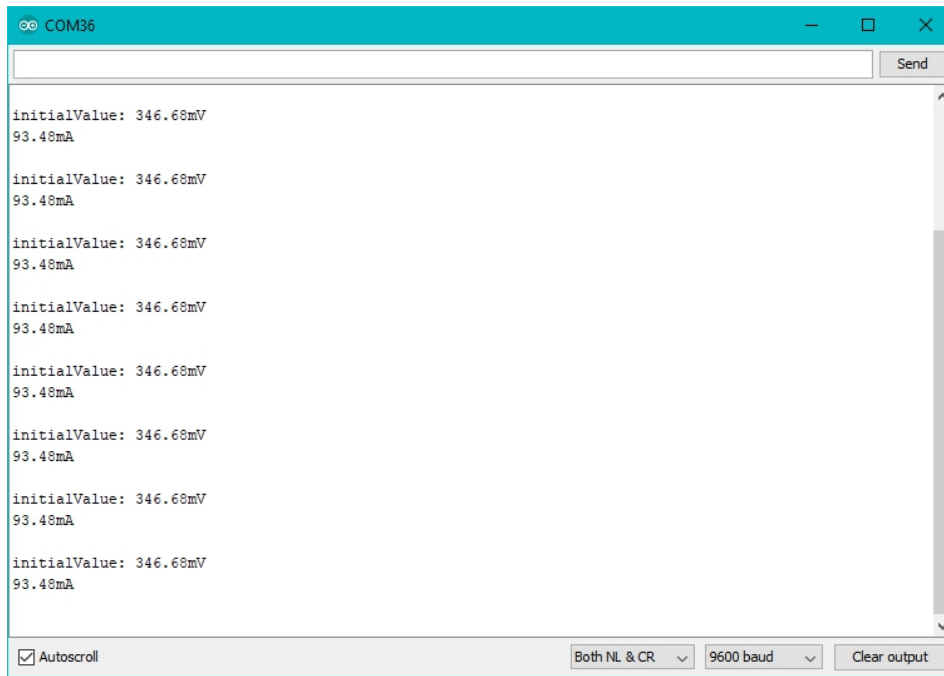 COM36
Send
initialValue: 346.68mV
93.48mA
initialValue: 346.68mV
93.48mA
initialValue: 346.68mV
93.48mA
initialValue: 346.68mV
93.48mA
initialValue: 346.68mV
93.48mA
initialValue: 346.68mV
93.48mA
initialValue: 346.68mV
93.48mA
initialValue: 346.68mV
93.48mA
Autoscroll Both NL & CR 9600 baud Clear output